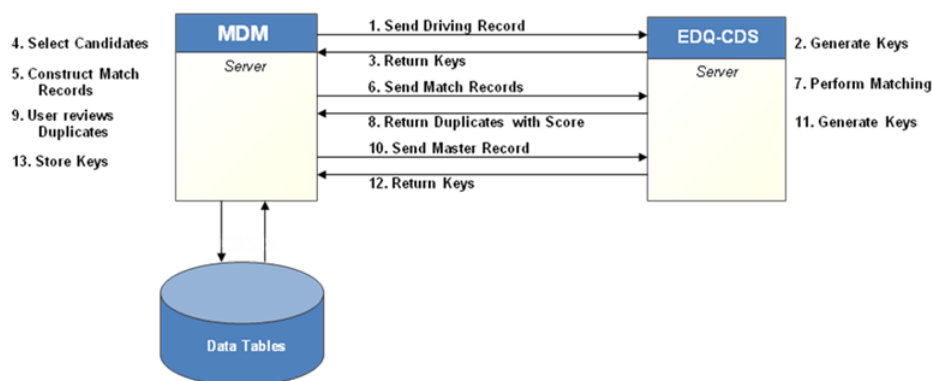 MDM
Server
EDQ-CDS
Server
4. Select Candidates
5. Construct Match
Records
9. User reviews
Duplicates
13. Store Keys
1. Send Driving Record
3. Return Keys
6. Send Match Records
8. Return Duplicates with Score
10. Send Master Record
12. Return Keys
2. Generate Keys
7. Perform Matching
11. Generate Keys
Data Tables